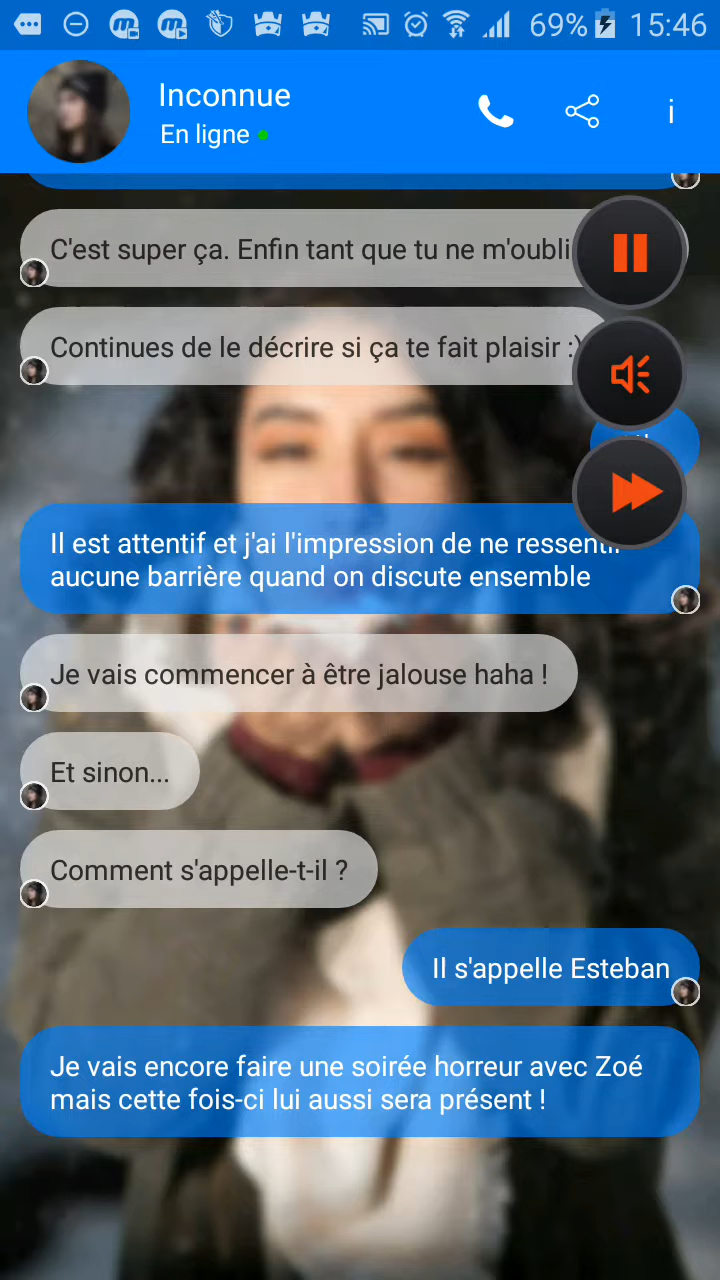 69% 15:46
Inconnue
En ligne
i
C'est super ça. Enfin tant que tu ne m'oubli
Continues de le décrire si ça te fait plaisir :)
Il est attentif et j'ai l'impression de ne ressentir
aucune barrière quand on discute ensemble
Je vais commencer à être jalouse haha !
Et sinon...
Comment s'appelle-t-il ?
Il s'appelle Esteban
Je vais encore faire une soirée horreur avec Zoé
mais cette fois-ci lui aussi sera présent !